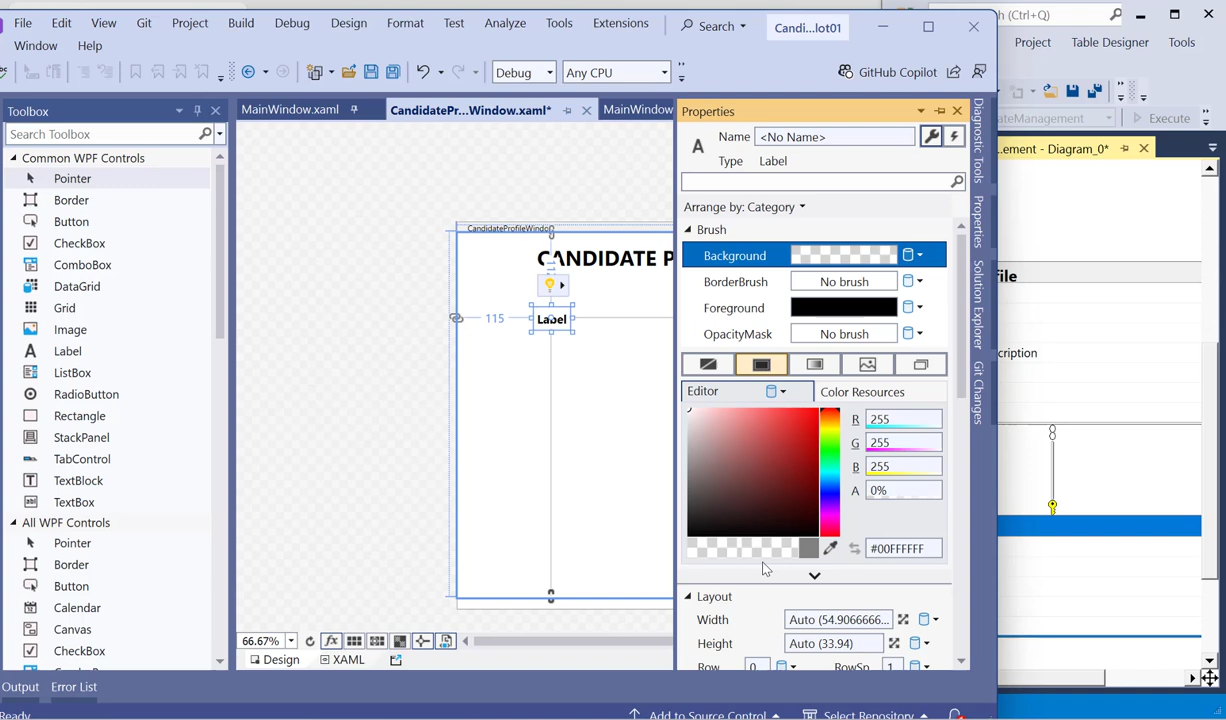 File Edit View Git Project Build Debug Design Format Test Analyze Tools Extensions Search Candi...lot01
Window Help
Debug Any CPU GitHub Copilot
Toolbox
Search Toolbox
Common WPF Controls
Pointer
Border
Button
CheckBox
ComboBox
DataGrid
Grid
Image
Label
ListBox
RadioButton
Rectangle
StackPanel
TabControl
TextBlock
TextBox
All WPF Controls
Pointer
Border
Button
Calendar
Canvas
CheckBox
MainWindow.xaml CandidatePr...Window.xaml* MainWindow
CandidateProfileWindo
CANDIDATE P
115 Label
66.67%
Design XAML
Properties
Name <No Name>
Type Label
Arrange by: Category
Brush
Background
BorderBrush No brush
Foreground
OpacityMask No brush
Editor Color Resources
R 255
G 255
B 255
A 0%
#00FFFFFF
Layout
Width Auto (54.9066666...
Height Auto (33.94)
Row 0 RowSp 1
Diagnostic Tools
Properties
Solution Explorer
Git Changes
Output Error List
Ready Add to Source Control Select Repository
h (Ctrl+Q)
Project Table Designer Tools
ateManagement Execute
...ement - Diagram_0*
file
cription